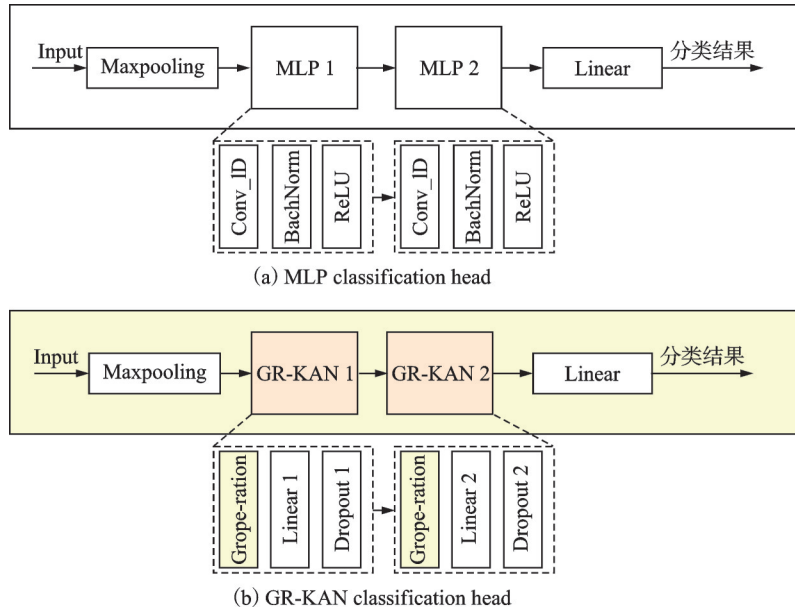 Input
Maxpooling
MLP 1
MLP 2
Linear
分类结果
Conv_1D
BachNorm
ReLU
Conv_1D
BachNorm
ReLU
(a) MLP classification head
Input
Maxpooling
GR-KAN 1
GR-KAN 2
Linear
分类结果
Grope-ration
Linear 1
Dropout 1
Grope-ration
Linear 2
Dropout 2
(b) GR-KAN classification head